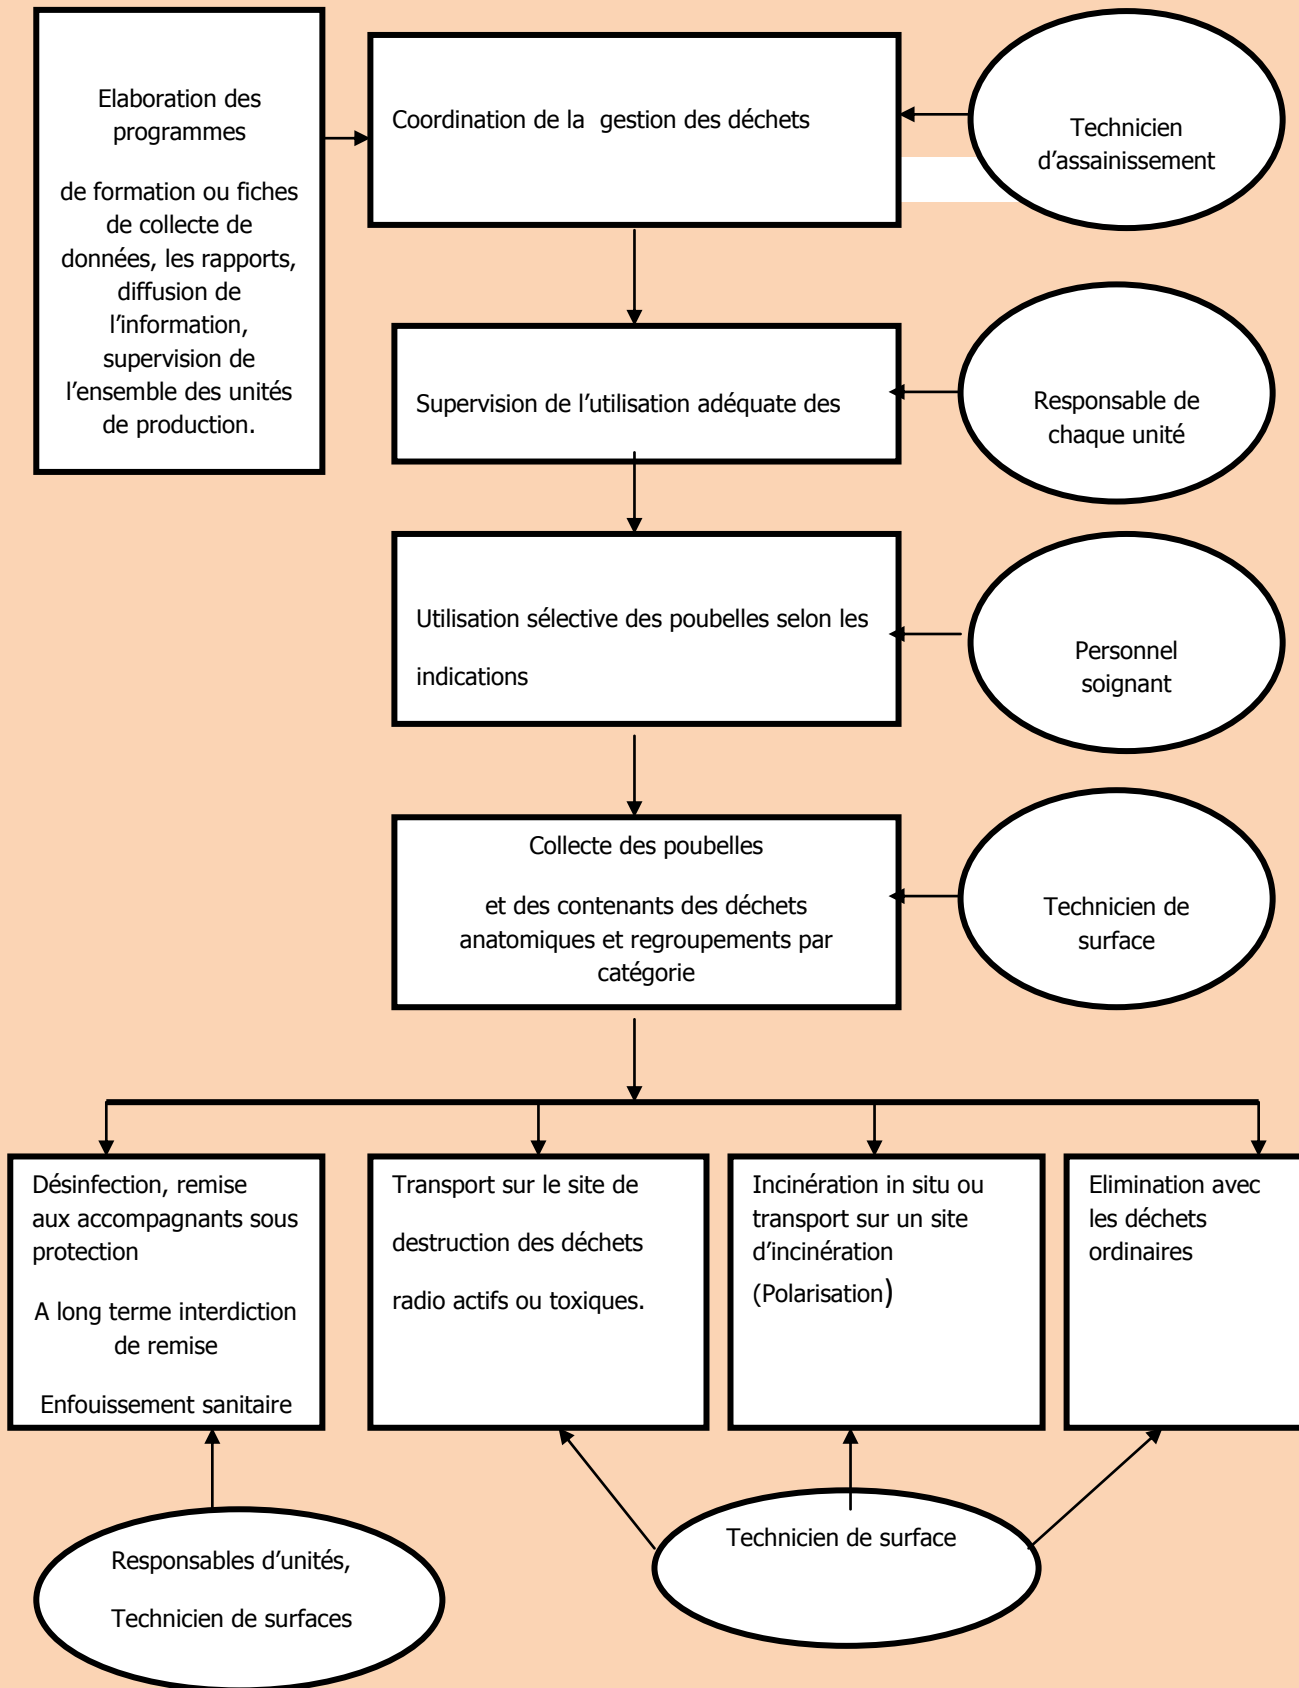 Elaboration des
programmes
de formation ou fiches
de collecte de
données, les rapports,
diffusion de
l’information,
supervision de
l’ensemble des unités
de production.
Coordination de la  gestion des déchets
Technicien
d’assainissement
Supervision de l’utilisation adéquate des
Responsable de
chaque unité
Utilisation sélective des poubelles selon les
indications
Personnel
soignant
Collecte des poubelles
et des contenants des déchets
anatomiques et regroupements par
catégorie
Technicien de
surface
Désinfection, remise
aux accompagnants sous
protection
A long terme interdiction
de remise
Enfouissement sanitaire
Transport sur le site de
destruction des déchets
radio actifs ou toxiques.
Incinération in situ ou
transport sur un site
d’incinération
(Polarisation)
Elimination avec
les déchets
ordinaires
Responsables d’unités,
Technicien de surfaces
Technicien de surface